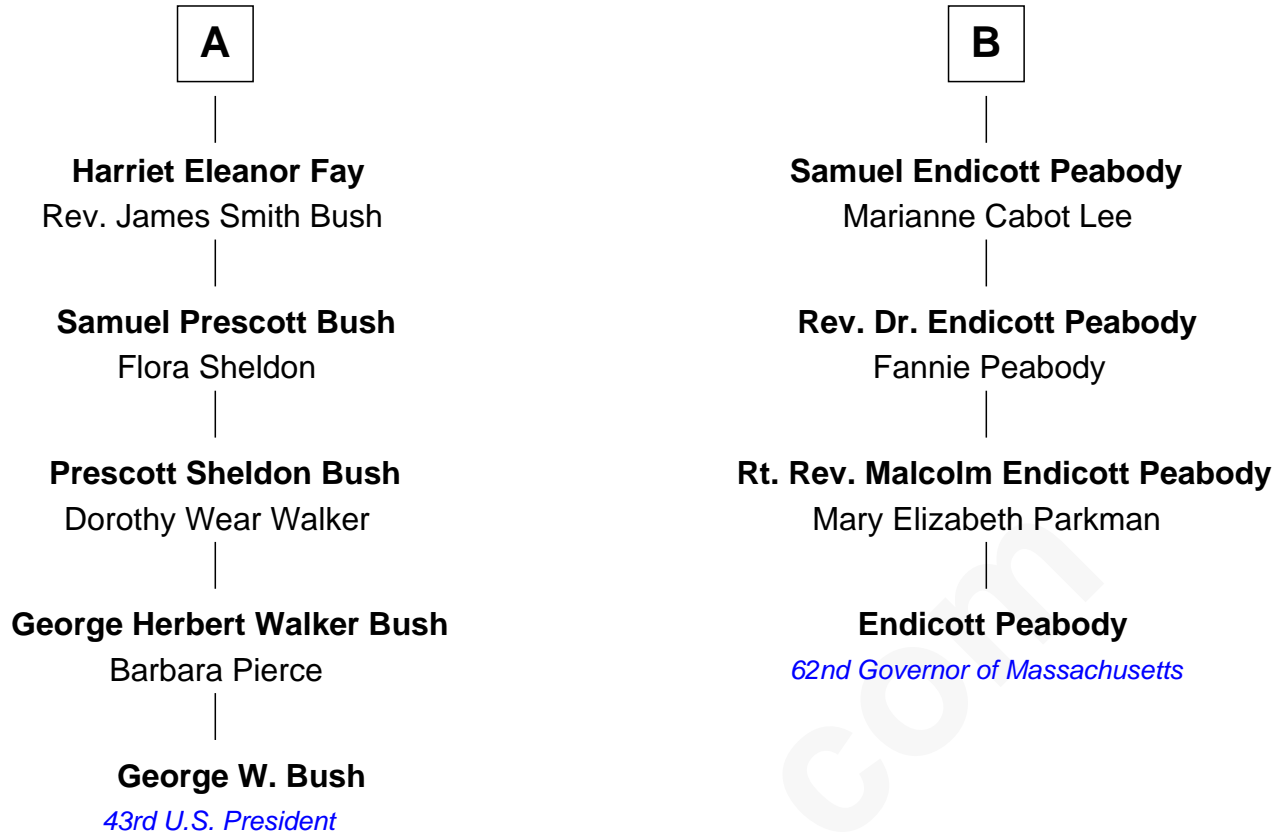 A
Harriet Eleanor Fay
Rev. James Smith Bush
Samuel Prescott Bush
Flora Sheldon
Prescott Sheldon Bush
Dorothy Wear Walker
George Herbert Walker Bush
Barbara Pierce
George W. Bush
43rd U.S. President
B
Samuel Endicott Peabody
Marianne Cabot Lee
Rev. Dr. Endicott Peabody
Fannie Peabody
Rt. Rev. Malcolm Endicott Peabody
Mary Elizabeth Parkman
Endicott Peabody
62nd Governor of Massachusetts
com